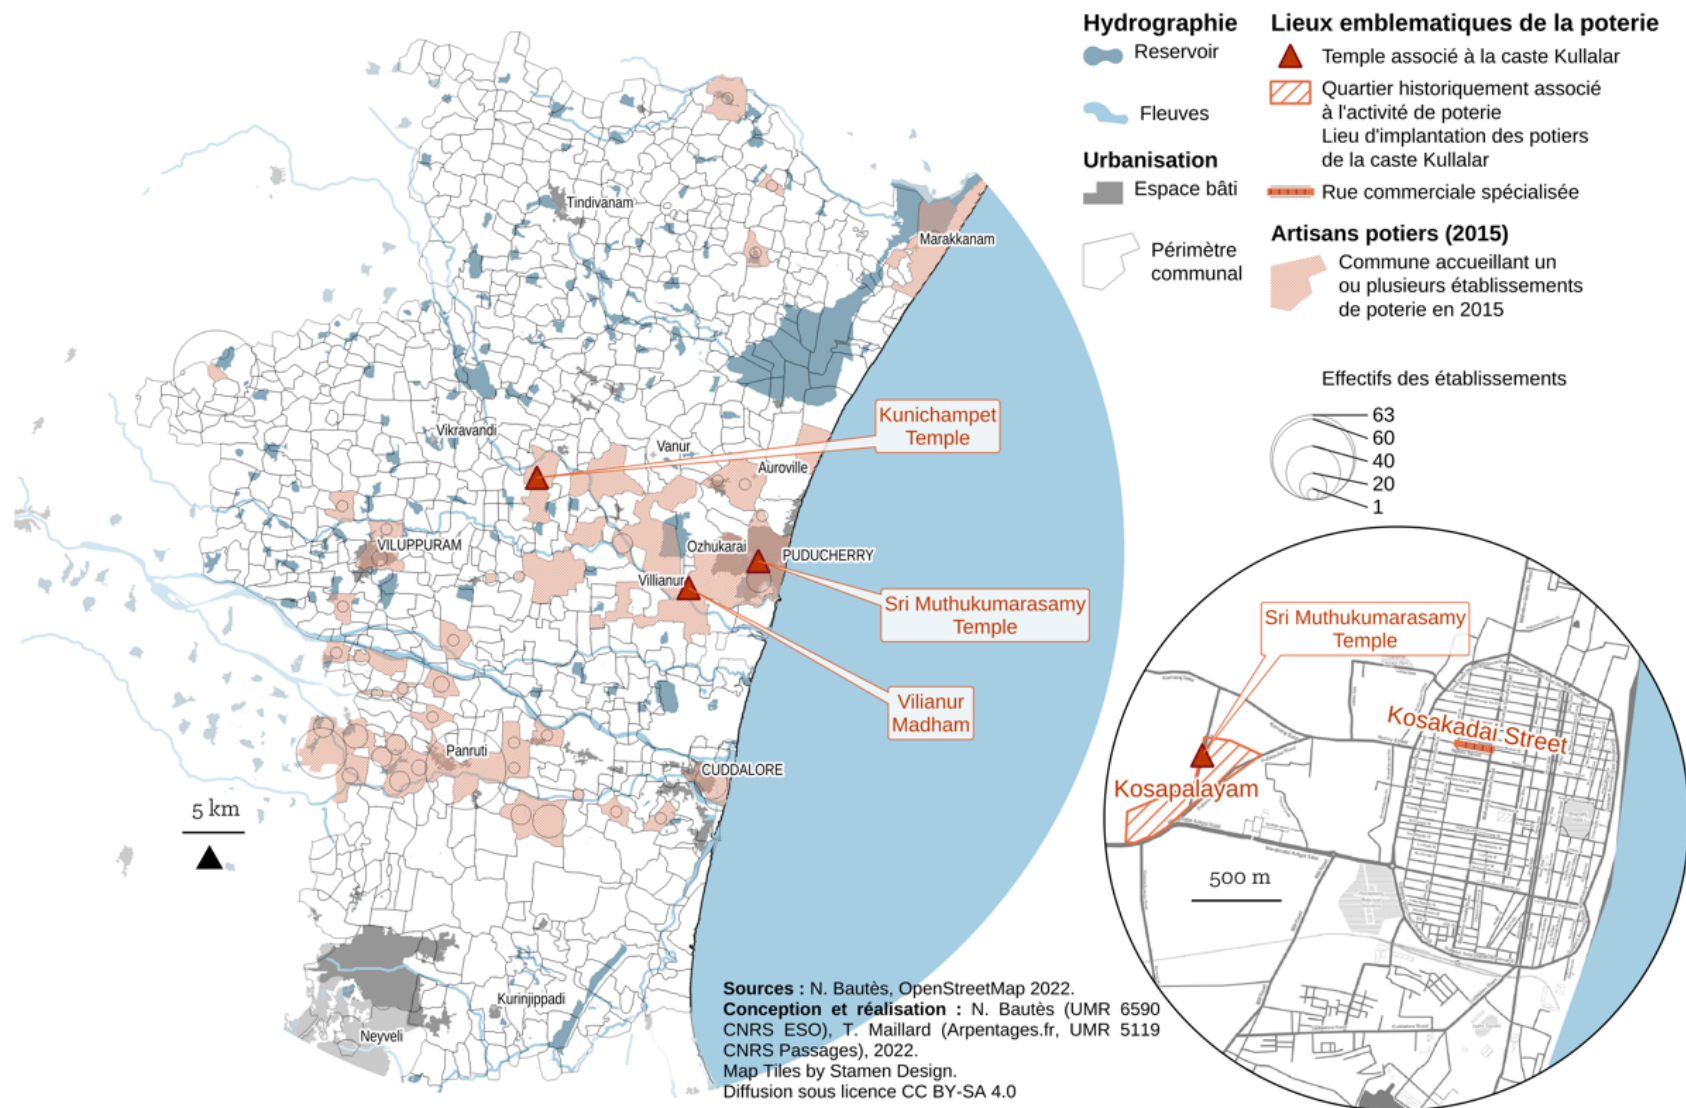 Hydrographie
Reservoir
Fleuves
Urbanisation
Espace bâti
Périmètre
communal
Lieux emblematiques de la poterie
Temple associé à la caste Kullalar
Quartier historiquement associé
à l'activité de poterie
Lieu d'implantation des potiers
de la caste Kullalar
Rue commerciale spécialisée
Artisans potiers (2015)
Commune accueillant un
ou plusieurs établissements
de poterie en 2015
Effectifs des établissements
63
60
40
20
1
Tindivanam
Marakkanam
Kunichampet
Temple
Vikravandi
Vanur
Auroville
VILUPPURAM
Ozhukarai
PUDUCHERRY
Villianur
Sri Muthukumarasamy
Temple
Vilianur
Madham
Panruti
CUDDALORE
5 km
Kurinjippadi
Neyveli
Sri Muthukumarasamy
Temple
Kosakadai Street
Kosapalayam
500 m
Sources : N. Bautès, OpenStreetMap 2022.
Conception et réalisation : N. Bautès (UMR 6590
CNRS ESO), T. Maillard (Arpentages.fr, UMR 5119
CNRS Passages), 2022.
Map Tiles by Stamen Design.
Diffusion sous licence CC BY-SA 4.0